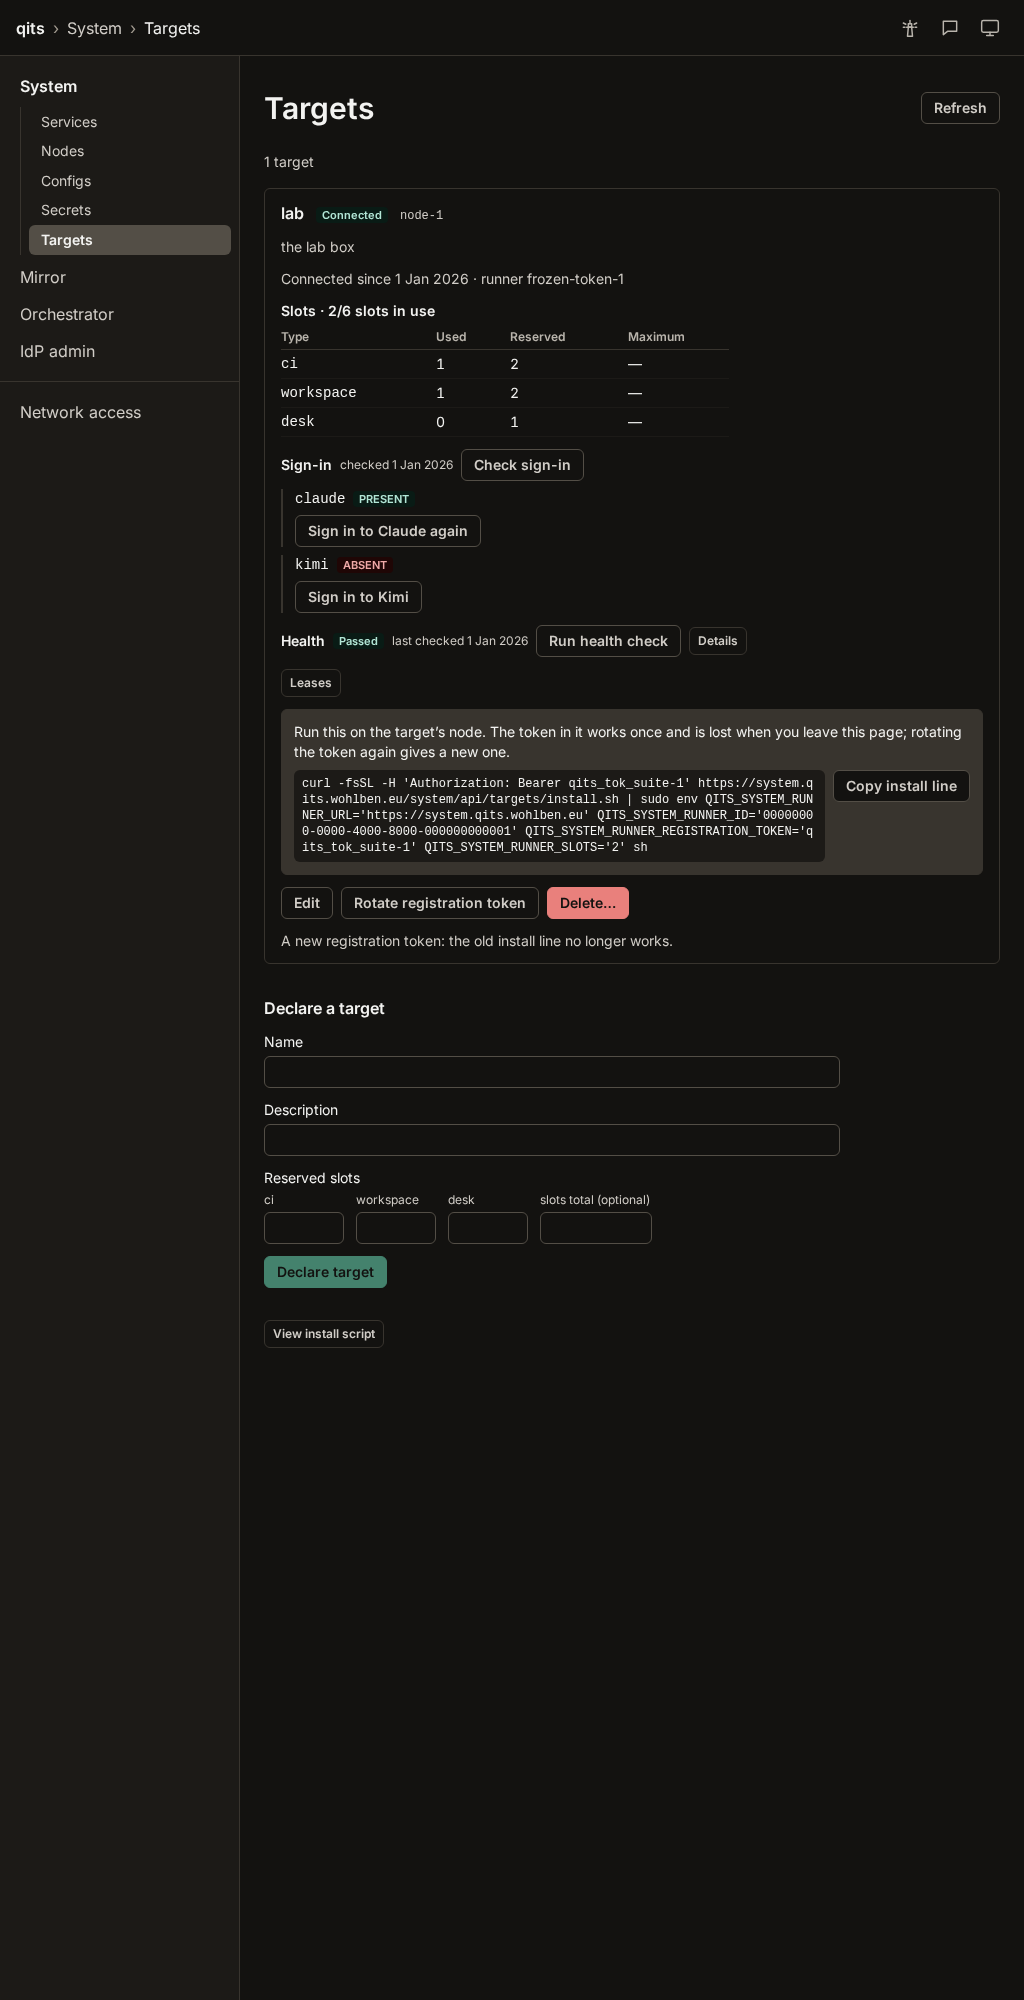 qits › System › Targets
System
Services
Nodes
Configs
Secrets
Targets
Mirror
Orchestrator
IdP admin
Network access
Targets
Refresh
1 target
lab Connected node-1
the lab box
Connected since 1 Jan 2026 · runner frozen-token-1
Slots · 2/6 slots in use
Type Used Reserved Maximum
ci 1 2 —
workspace 1 2 —
desk 0 1 —
Sign-in checked 1 Jan 2026 Check sign-in
claude PRESENT
Sign in to Claude again
kimi ABSENT
Sign in to Kimi
Health Passed last checked 1 Jan 2026 Run health check Details
Leases
Run this on the target’s node. The token in it works once and is lost when you leave this page; rotating
the token again gives a new one.
curl -fsSL -H 'Authorization: Bearer qits_tok_suite-1' https://system.q
its.wohlben.eu/system/api/targets/install.sh | sudo env QITS_SYSTEM_RUN
NER_URL='https://system.qits.wohlben.eu' QITS_SYSTEM_RUNNER_ID='0000000
0-0000-4000-8000-000000000001' QITS_SYSTEM_RUNNER_REGISTRATION_TOKEN='q
its_tok_suite-1' QITS_SYSTEM_RUNNER_SLOTS='2' sh
Copy install line
Edit Rotate registration token Delete…
A new registration token: the old install line no longer works.
Declare a target
Name
Description
Reserved slots
ci workspace desk slots total (optional)
Declare target
View install script